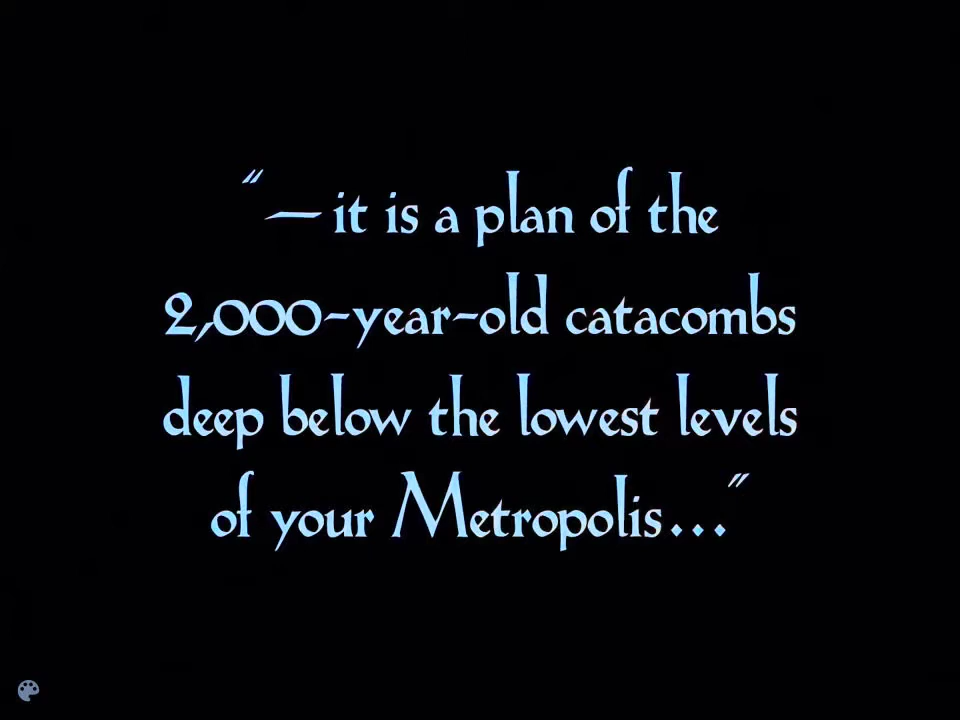 “—it is a plan of the
2,000-year-old catacombs
deep below the lowest levels
of your Metropolis...”